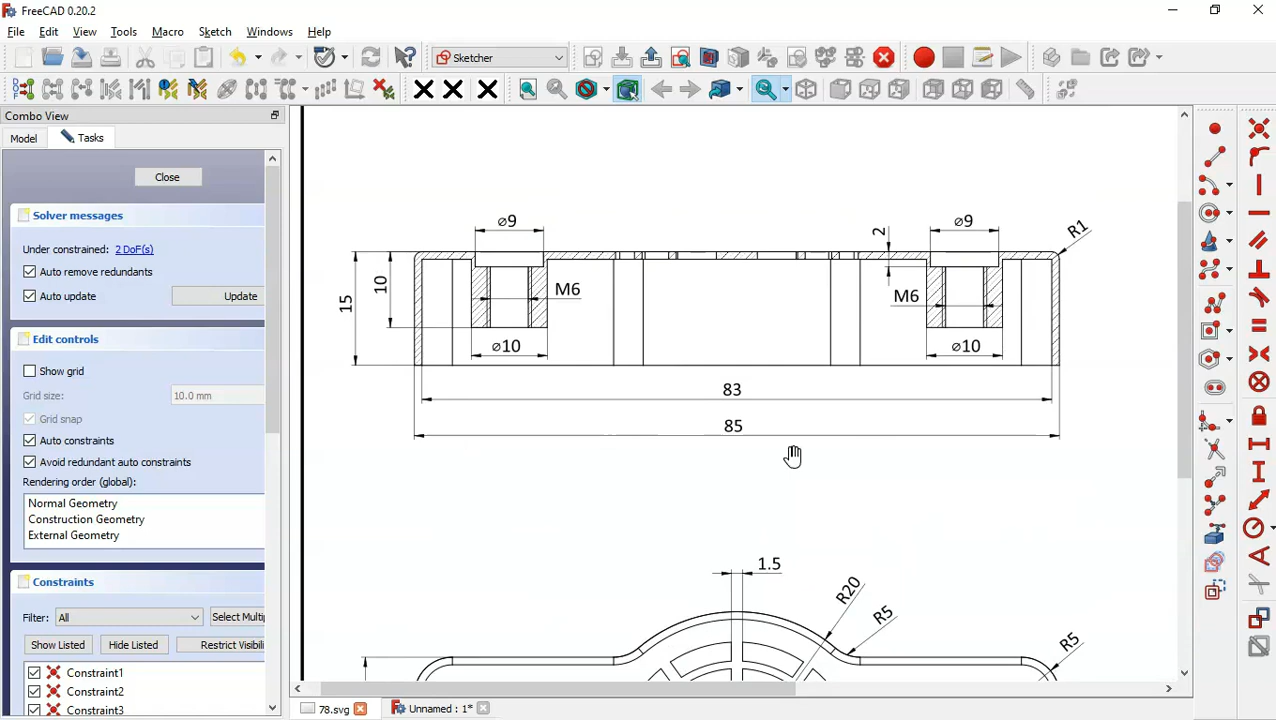 FreeCAD 0.20.2
File Edit View Tools Macro Sketch Windows Help
Sketcher
Combo View
Model Tasks
Close
Solver messages
Under constrained: 2 DoF(s)
Auto remove redundants
Auto update Update
Edit controls
Show grid
Grid size: 10.0 mm
Grid snap
Auto constraints
Avoid redundant auto constraints
Rendering order (global):
Normal Geometry
Construction Geometry
External Geometry
Constraints
Filter: All Select Multip
Show Listed Hide Listed Restrict Visibili
Constraint1
Constraint2
Constraint3
⌀9 ⌀9 2 R1
15 10 M6 M6
⌀10 ⌀10
83
85
1.5 R20 R5 R5
78.svg Unnamed : 1*